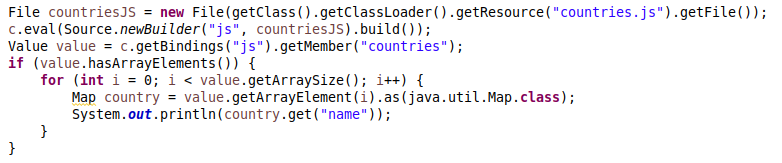 File countriesJS = new File(getClass().getClassLoader().getResource("countries.js").getFile());
c.eval(Source.newBuilder("js", countriesJS).build());
Value value = c.getBindings("js").getMember("countries");
if (value.hasArrayElements()) {
    for (int i = 0; i < value.getArraySize(); i++) {
        Map country = value.getArrayElement(i).as(java.util.Map.class);
        System.out.println(country.get("name"));
    }
}